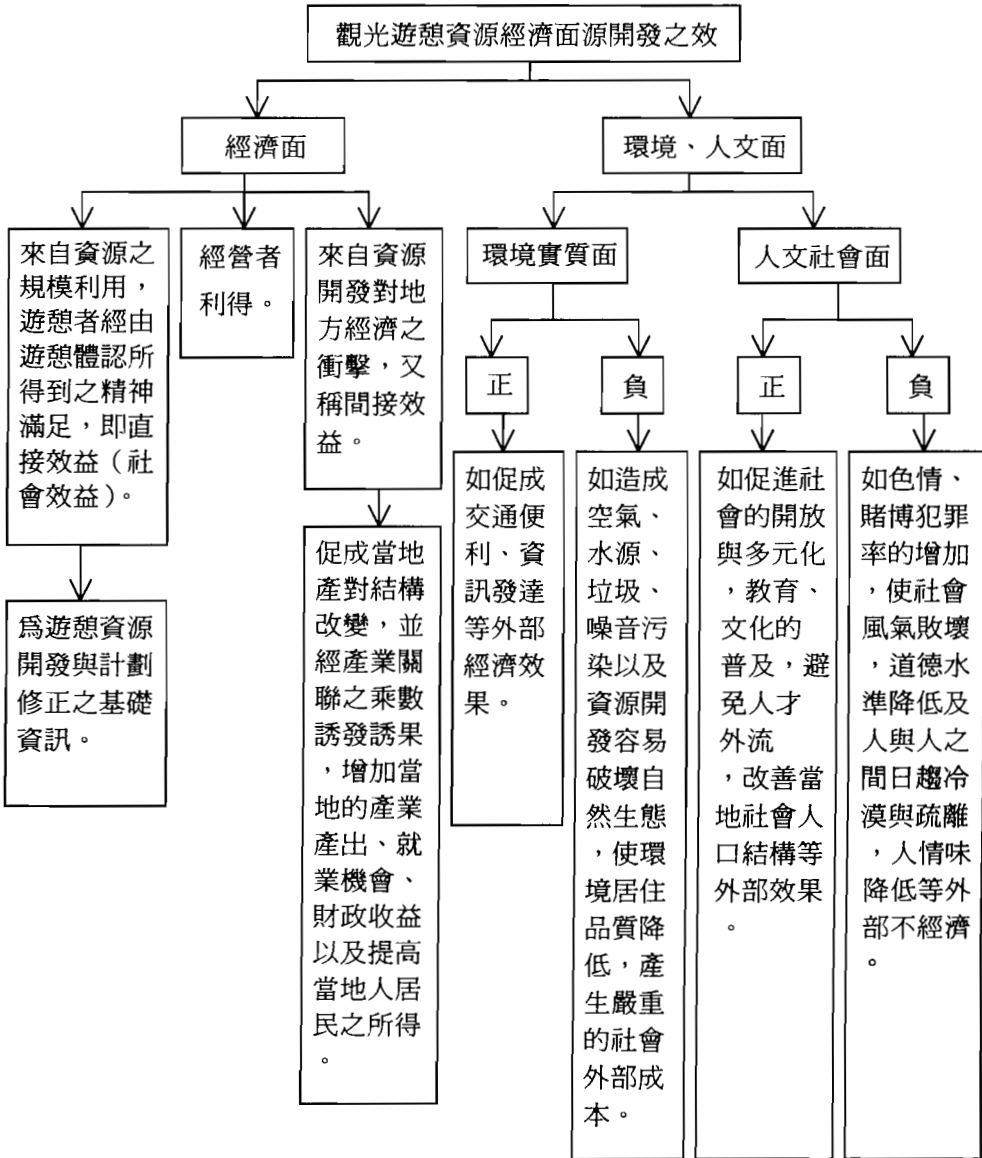 觀光遊憩資源經濟面源開發之效
經濟面
環境、人文面
來自資源之
規模利用，
遊憩者經由
遊憩體認所
得到之精神
滿足，即直
接效益（社
會效益）。
經營者
利得。
來自資源
開發對地
方經濟之
衝擊，又
稱間接效
益。
環境實質面
人文社會面
正
負
正
負
為遊憩資源
開發與計劃
修正之基礎
資訊。
促成當地
產對結構
改變，並
經產業關
聯之乘數
誘發誘果
，增加當
地的產業
產出、就
業機會、
財政收益
以及提高
當地人居
民之所得
。
如促成
交通便
利、資
訊發達
等外部
經濟效
果。
如造成
空氣、
水源、
垃圾、
噪音污
染以及
資源開
發容易
破壞自
然生態
，使環
境居住
品質降
低，產
生嚴重
的社會
外部成
本。
如促進社
會的開放
與多元化
，教育、
文化的
普及，避
免人才
外流
，改善當
地社會人
口結構等
外部效果
。
如色情、
賭博犯罪
率的增加
，使社會
風氣敗壞
，道德水
準降低及
人與人之
間日趨冷
漠與疏離
，人情味
降低等外
部不經濟
。